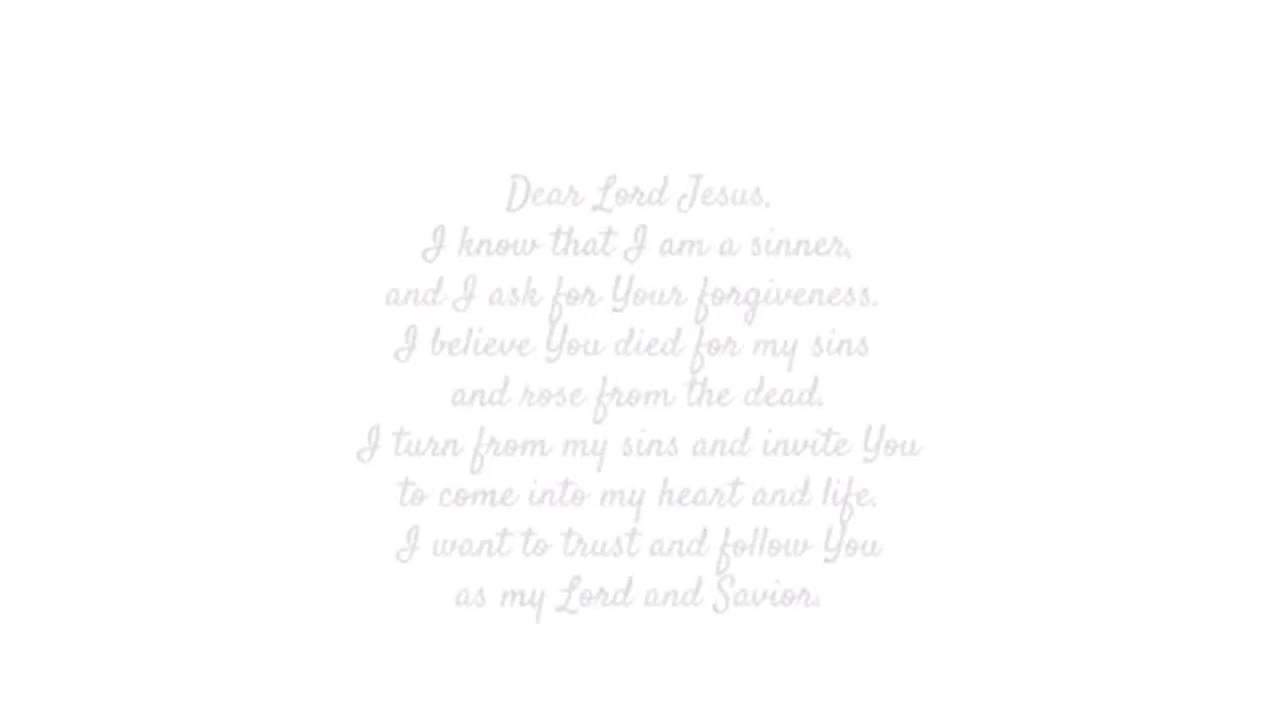 Dear Lord Jesus,
I know that I am a sinner,
and I ask for Your forgiveness.
I believe You died for my sins
and rose from the dead.
I turn from my sins and invite You
to come into my heart and life.
I want to trust and follow You
as my Lord and Savior.